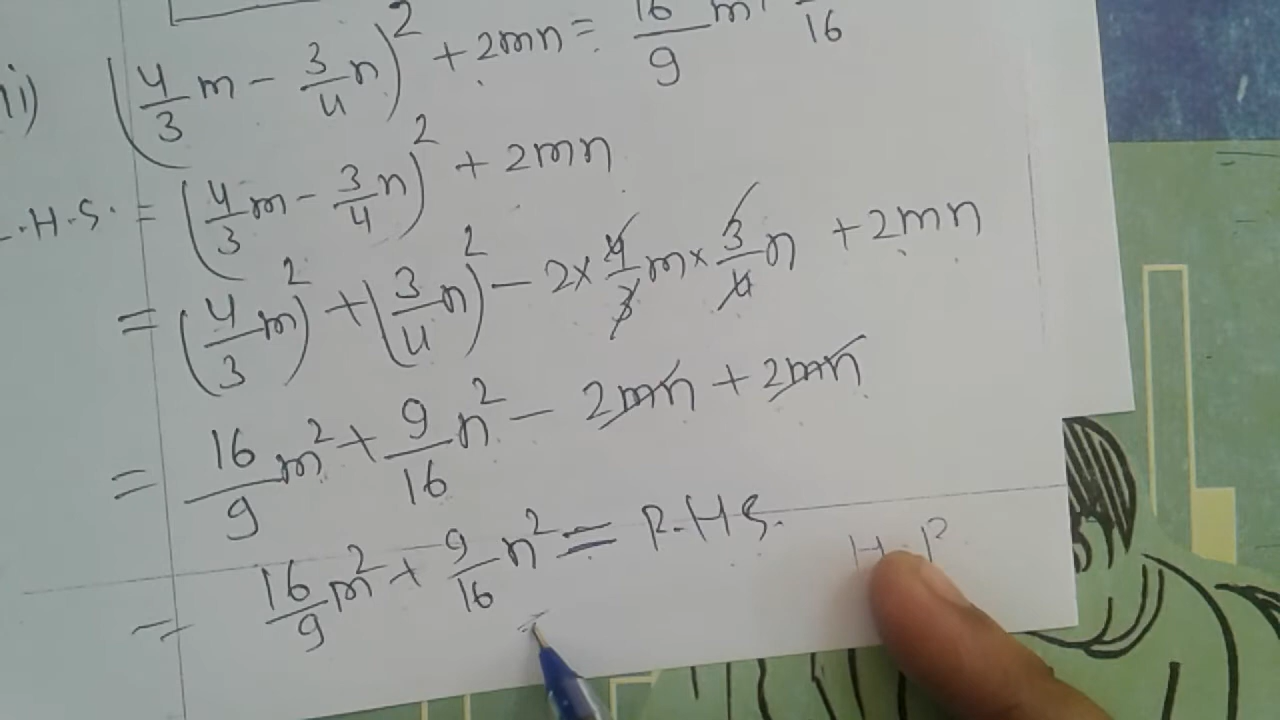 ii) (4/3 m - 3/4 n)² + 2mn = 16/9 m 16
L.H.S. = (4/3 m - 3/4 n)² + 2mn
= (4/3 m)² + (3/4 n)² - 2 × 4/3 m × 3/4 n + 2mn
= 16/9 m² + 9/16 n² - 2mn + 2mn
= 16/9 m² + 9/16 n² = R.H.S. H.P